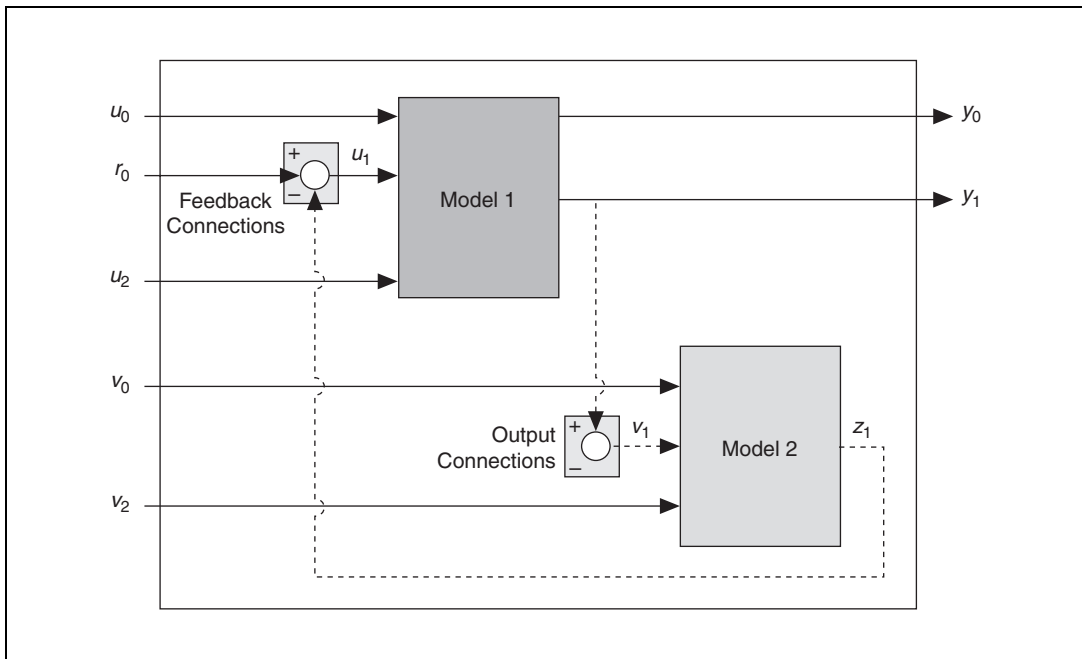 u0
y0
+
u1
r0
−
Feedback
Connections
Model 1
y1
u2
v0
+
v1
z1
Output
Connections
−
Model 2
v2